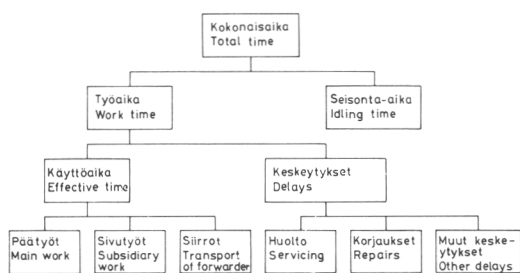 Kokonaisaika
Total time
Työaika
Work time
Seisonta-aika
Idling time
Käyttöaika
Effective time
Keskeytykset
Delays
Päätyöt
Main work
Sivutyöt
Subsidiary
work
Siirrot
Transport
of forwarder
Huolto
Servicing
Korjaukset
Repairs
Muut keske-
ytykset
Other delays